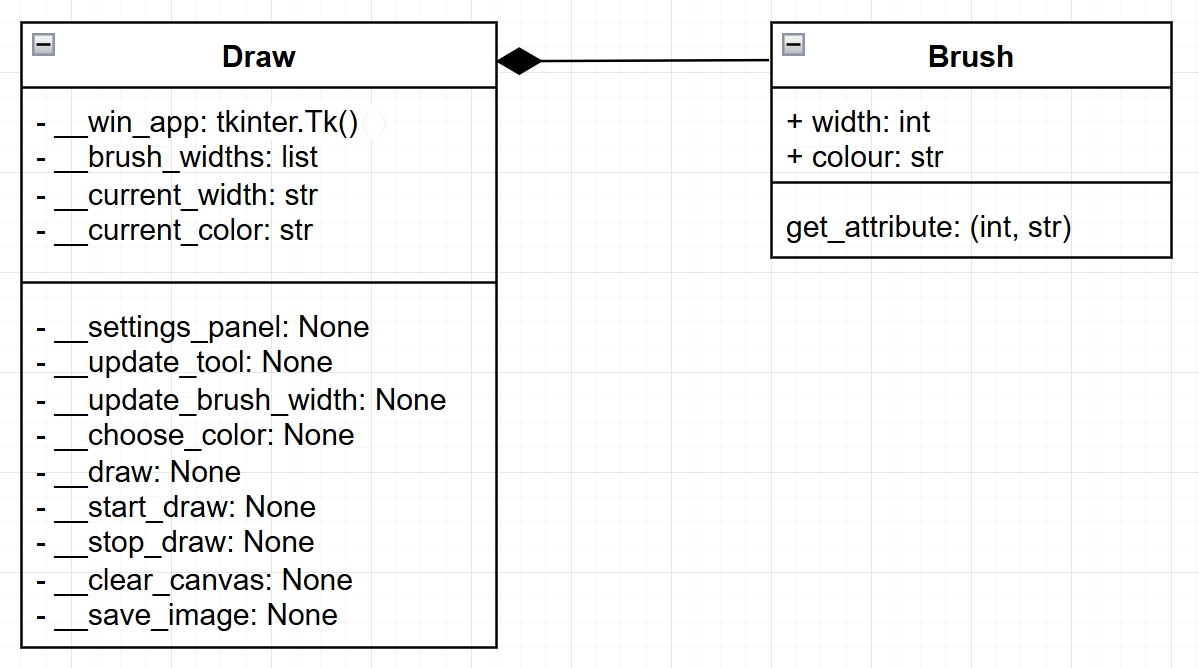 Draw
- __win_app: tkinter.Tk()
- __brush_widths: list
- __current_width: str
- __current_color: str
- __settings_panel: None
- __update_tool: None
- __update_brush_width: None
- __choose_color: None
- __draw: None
- __start_draw: None
- __stop_draw: None
- __clear_canvas: None
- __save_image: None
Brush
+ width: int
+ colour: str
get_attribute: (int, str)